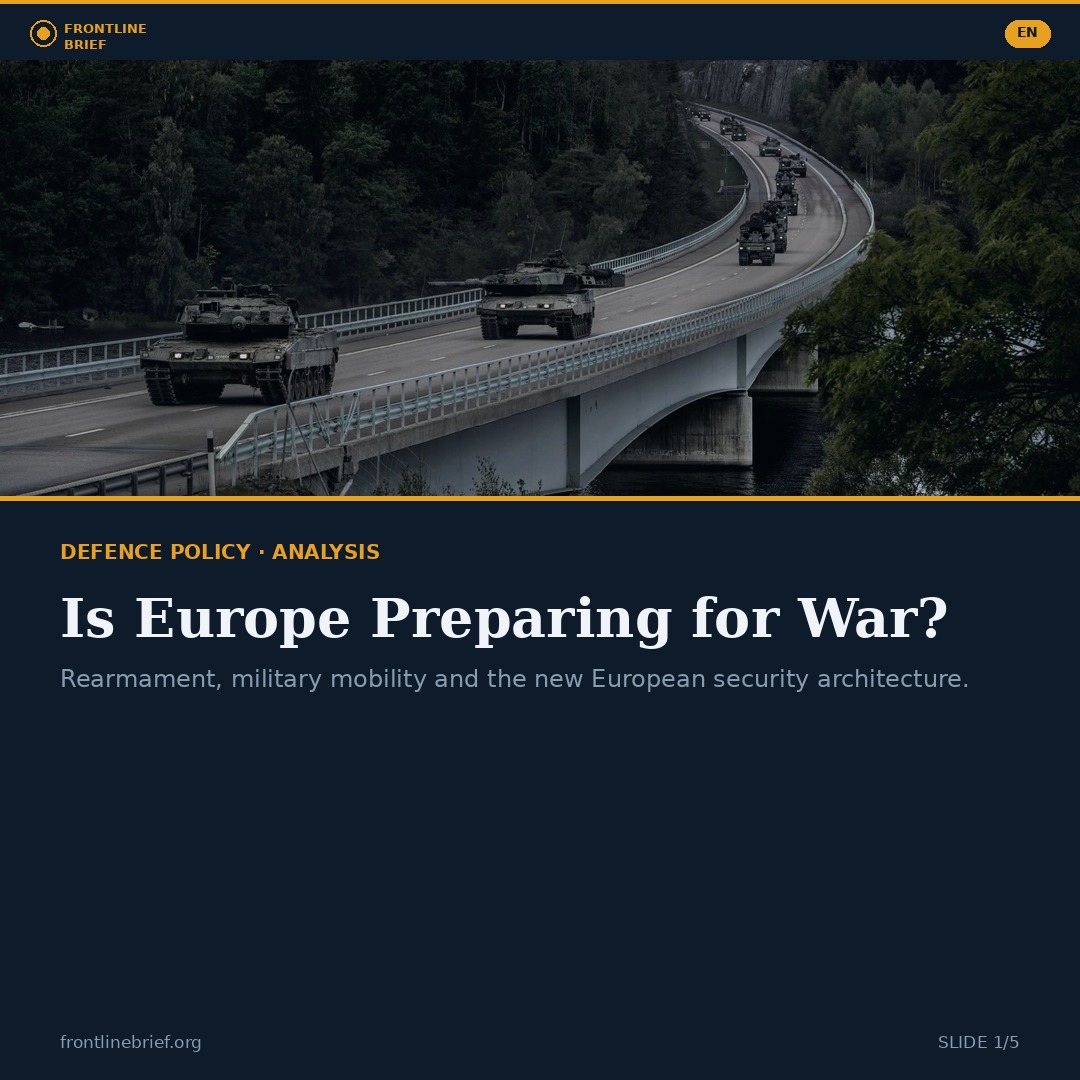 FRONTLINE
BRIEF
EN
DEFENCE POLICY · ANALYSIS
Is Europe Preparing for War?
Rearmament, military mobility and the new European security architecture.
frontlinebrief.org
SLIDE 1/5